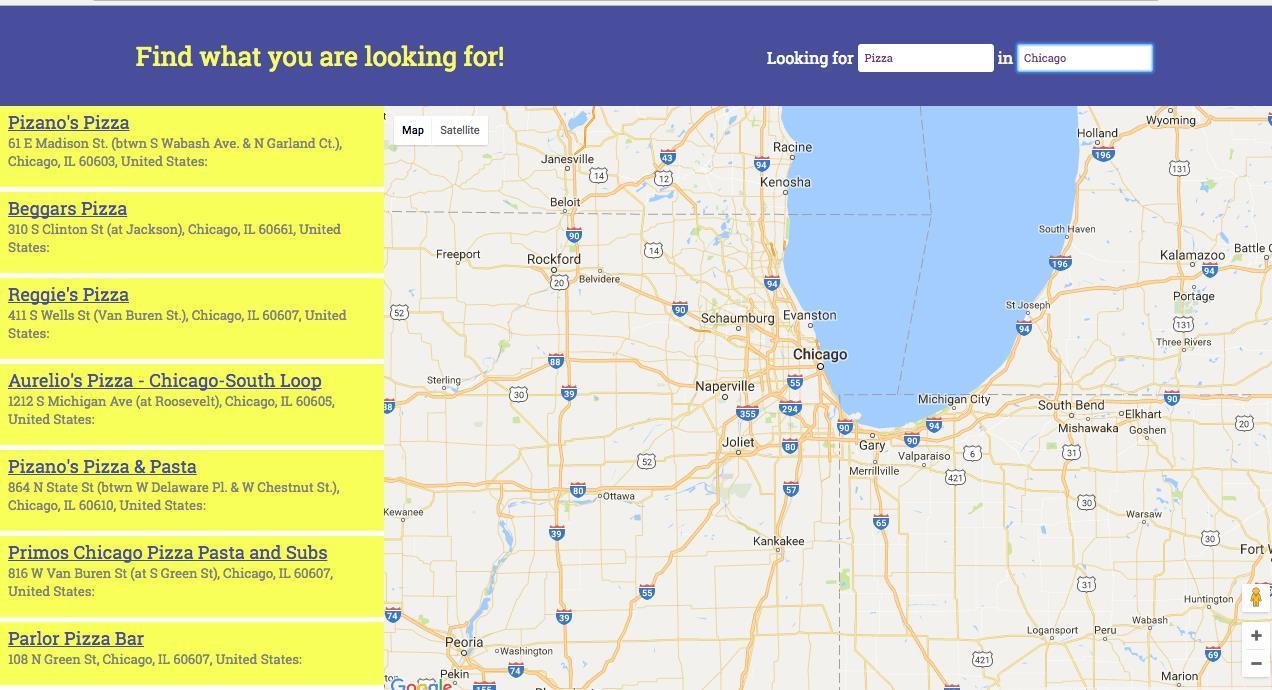 Find what you are looking for!
Looking for Pizza in Chicago
Pizano's Pizza
61 E Madison St. (btwn S Wabash Ave. & N Garland Ct.),
Chicago, IL 60603, United States:
Beggars Pizza
310 S Clinton St (at Jackson), Chicago, IL 60661, United
States:
Reggie's Pizza
411 S Wells St (Van Buren St.), Chicago, IL 60607, United
States:
Aurelio's Pizza - Chicago-South Loop
1212 S Michigan Ave (at Roosevelt), Chicago, IL 60605,
United States:
Pizano's Pizza & Pasta
864 N State St (btwn W Delaware Pl. & W Chestnut St.),
Chicago, IL 60610, United States:
Primos Chicago Pizza Pasta and Subs
816 W Van Buren St (at S Green St), Chicago, IL 60607,
United States:
Parlor Pizza Bar
108 N Green St, Chicago, IL 60607, United States:
Map Satellite
Wyoming
Holland
196
Racine
Janesville
43
94
14
12
131
Kenosha
Beloit
90
South Haven
Freeport
14
Rockford
Kalamazoo
Battle
196
94
20
Belvidere
94
Portage
52
90
St Joseph
Schaumburg
Evanston
94
131
Three Rivers
Chicago
88
Sterling
30
39
Naperville
55
Michigan City
90
294
355
South Bend
Elkhart
20
90
94
Mishawaka
Goshen
Joliet
80
Gary
90
Valparaiso
6
31
52
Merrillville
421
80
Ottawa
57
30
Kewanee
Warsaw
65
39
30
Kankakee
Fort
31
55
Huntington
74
39
Wabash
Logansport
Peru
Peoria
Washington
421
69
Pekin
74
Marion
Google
155
+
−